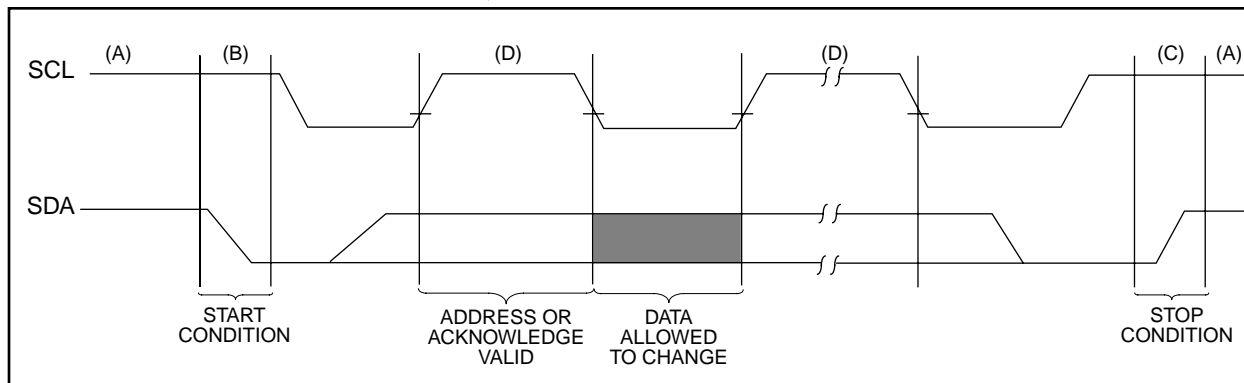 (A) (B) (D) (D) (C) (A)
SCL
SDA
START
CONDITION
ADDRESS OR
ACKNOWLEDGE
VALID
DATA
ALLOWED
TO CHANGE
STOP
CONDITION